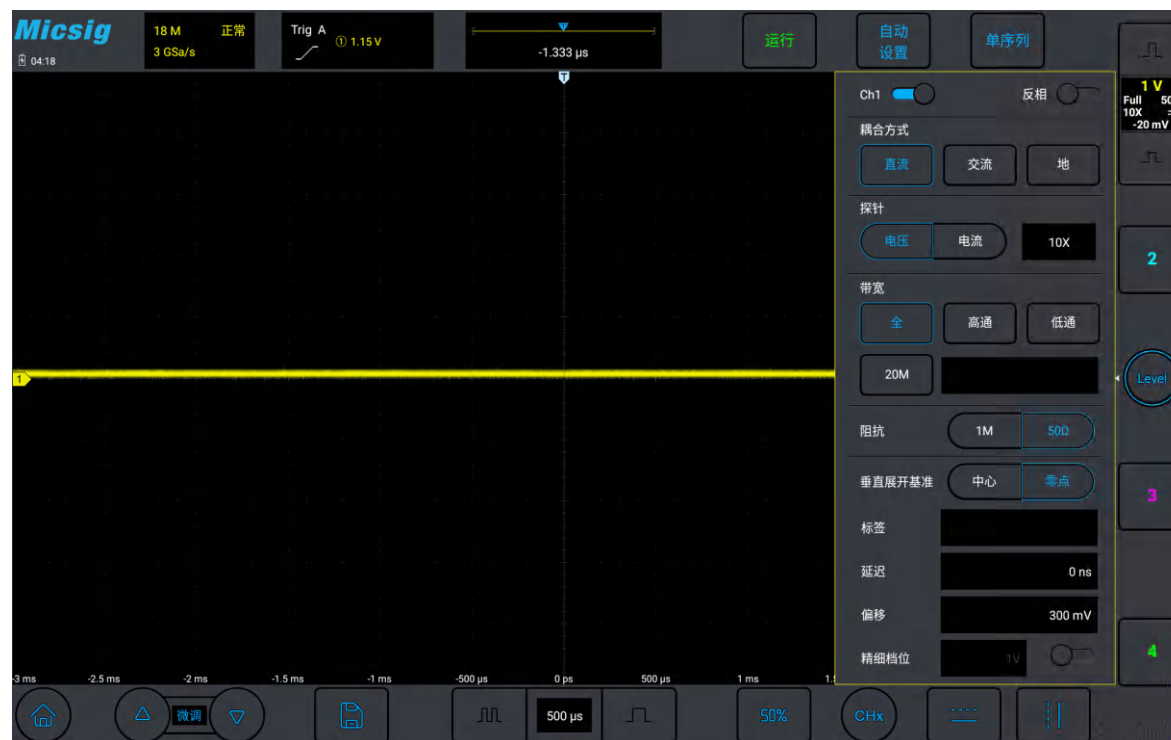 Micsig
04:18
18 M 正常
3 GSa/s
Trig A
① 1.15 V
T
-1.333 µs
运行
自动
设置
单序列
T
Ch1
反相
耦合方式
直流
交流
地
探针
电压
电流
10X
带宽
全
高通
低通
20M
阻抗
1M
50Ω
垂直展开基准
中心
零点
标签
延迟
0 ns
偏移
300 mV
精细档位
1V
1 V
Full 50
10X
-20 mV
2
Level
3
4
1
-3 ms
-2.5 ms
-2 ms
-1.5 ms
-1 ms
-500 µs
0 ps
500 µs
1 ms
1.
微调
500 µs
50%
CHx